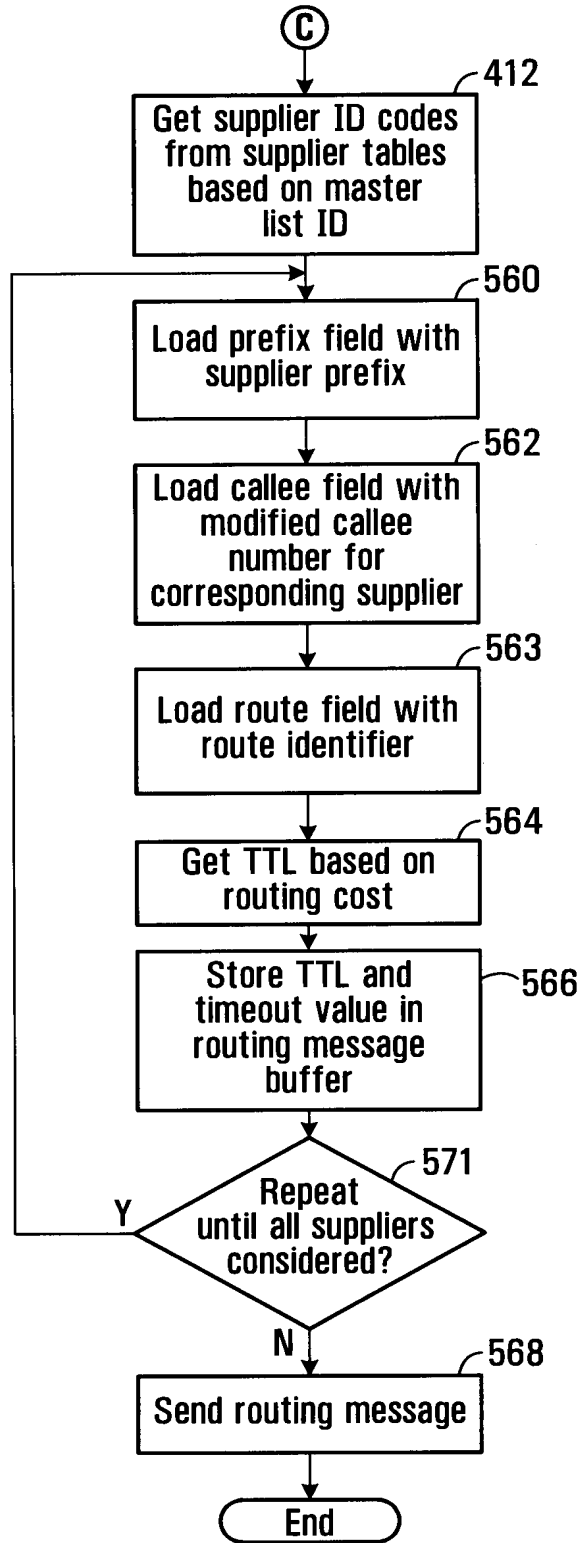 C
412
Get supplier ID codes
from supplier tables
based on master
list ID
560
Load prefix field with
supplier prefix
562
Load callee field with
modified callee
number for
corresponding supplier
563
Load route field with
route identifier
564
Get TTL based on
routing cost
566
Store TTL and
timeout value in
routing message
buffer
571
Repeat
until all suppliers
considered?
Y
N
568
Send routing message
End